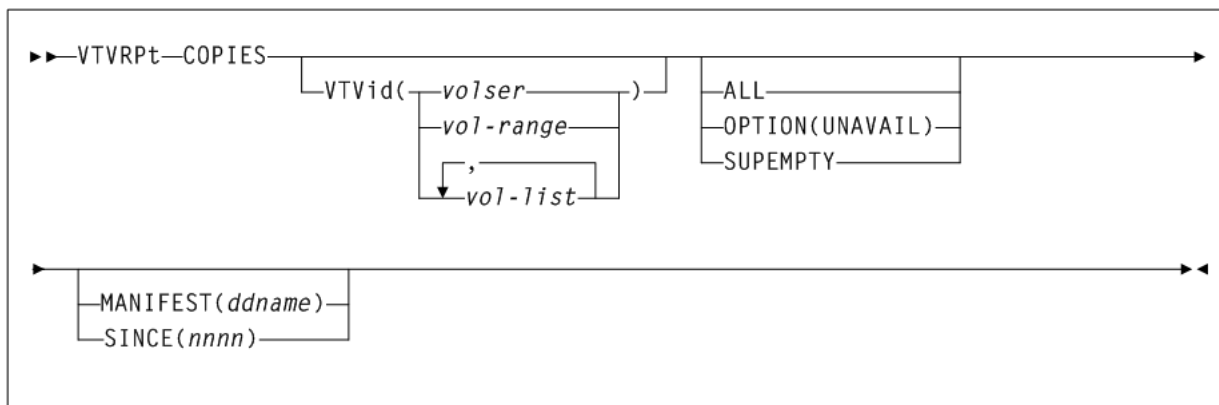 VTVRPt COPIES
VTVid( volser )
vol-range
,
vol-list
ALL
OPTION(UNAVAIL)
SUPEMPTY
MANIFEST(ddname)
SINCE(nnnn)